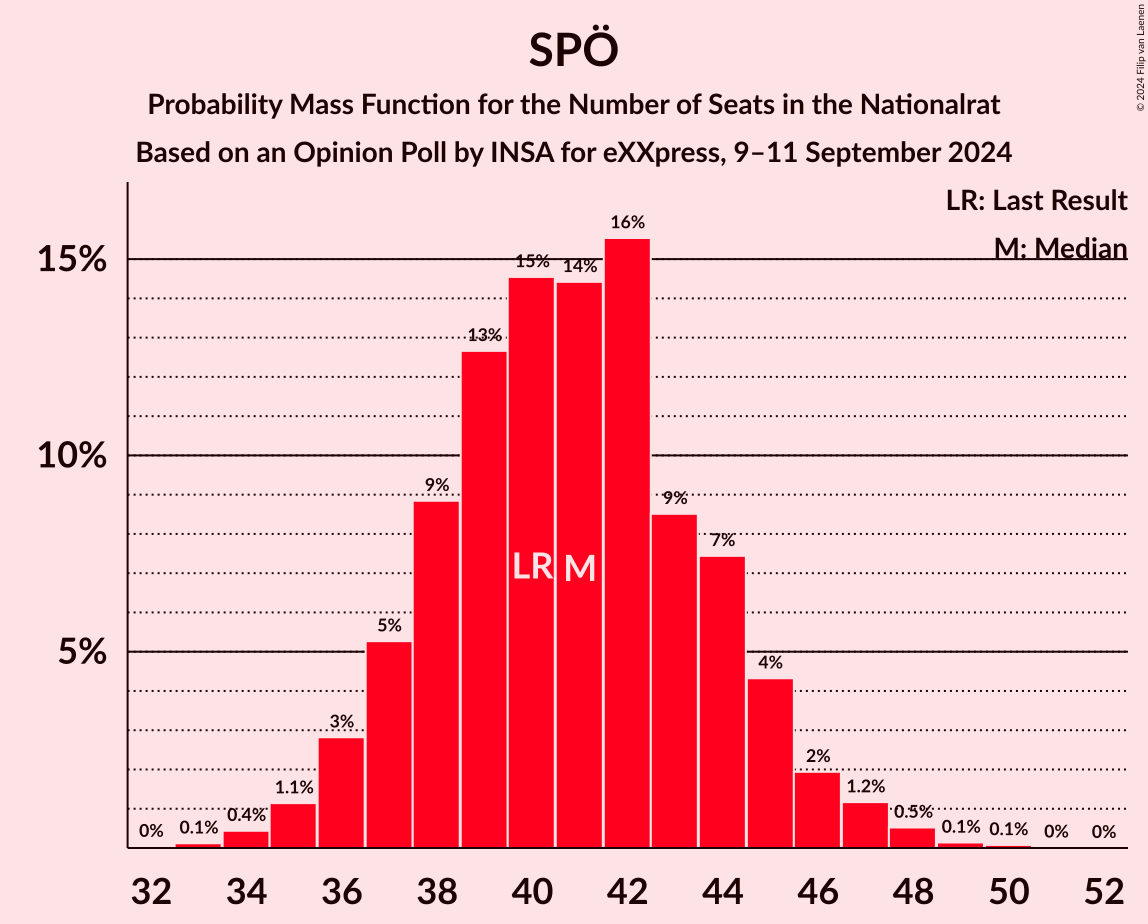 SPÖ
Probability Mass Function for the Number of Seats in the Nationalrat
Based on an Opinion Poll by INSA for eXXpress, 9–11 September 2024
© 2024 Filip van Laenen
LR: Last Result
M: Median
15%
10%
5%
0%
0.1%
0.4%
1.1%
3%
5%
9%
13%
15%
14%
16%
9%
7%
4%
2%
1.2%
0.5%
0.1%
0.1%
0%
0%
LR
M
32 34 36 38 40 42 44 46 48 50 52